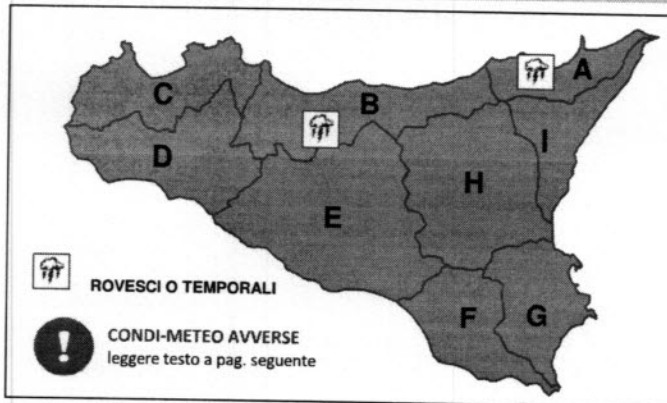 A
C
B
I
D
H
E
ROVESCI O TEMPORALI
F
G
CONDI-METEO AVVERSE
leggere testo a pag. seguente